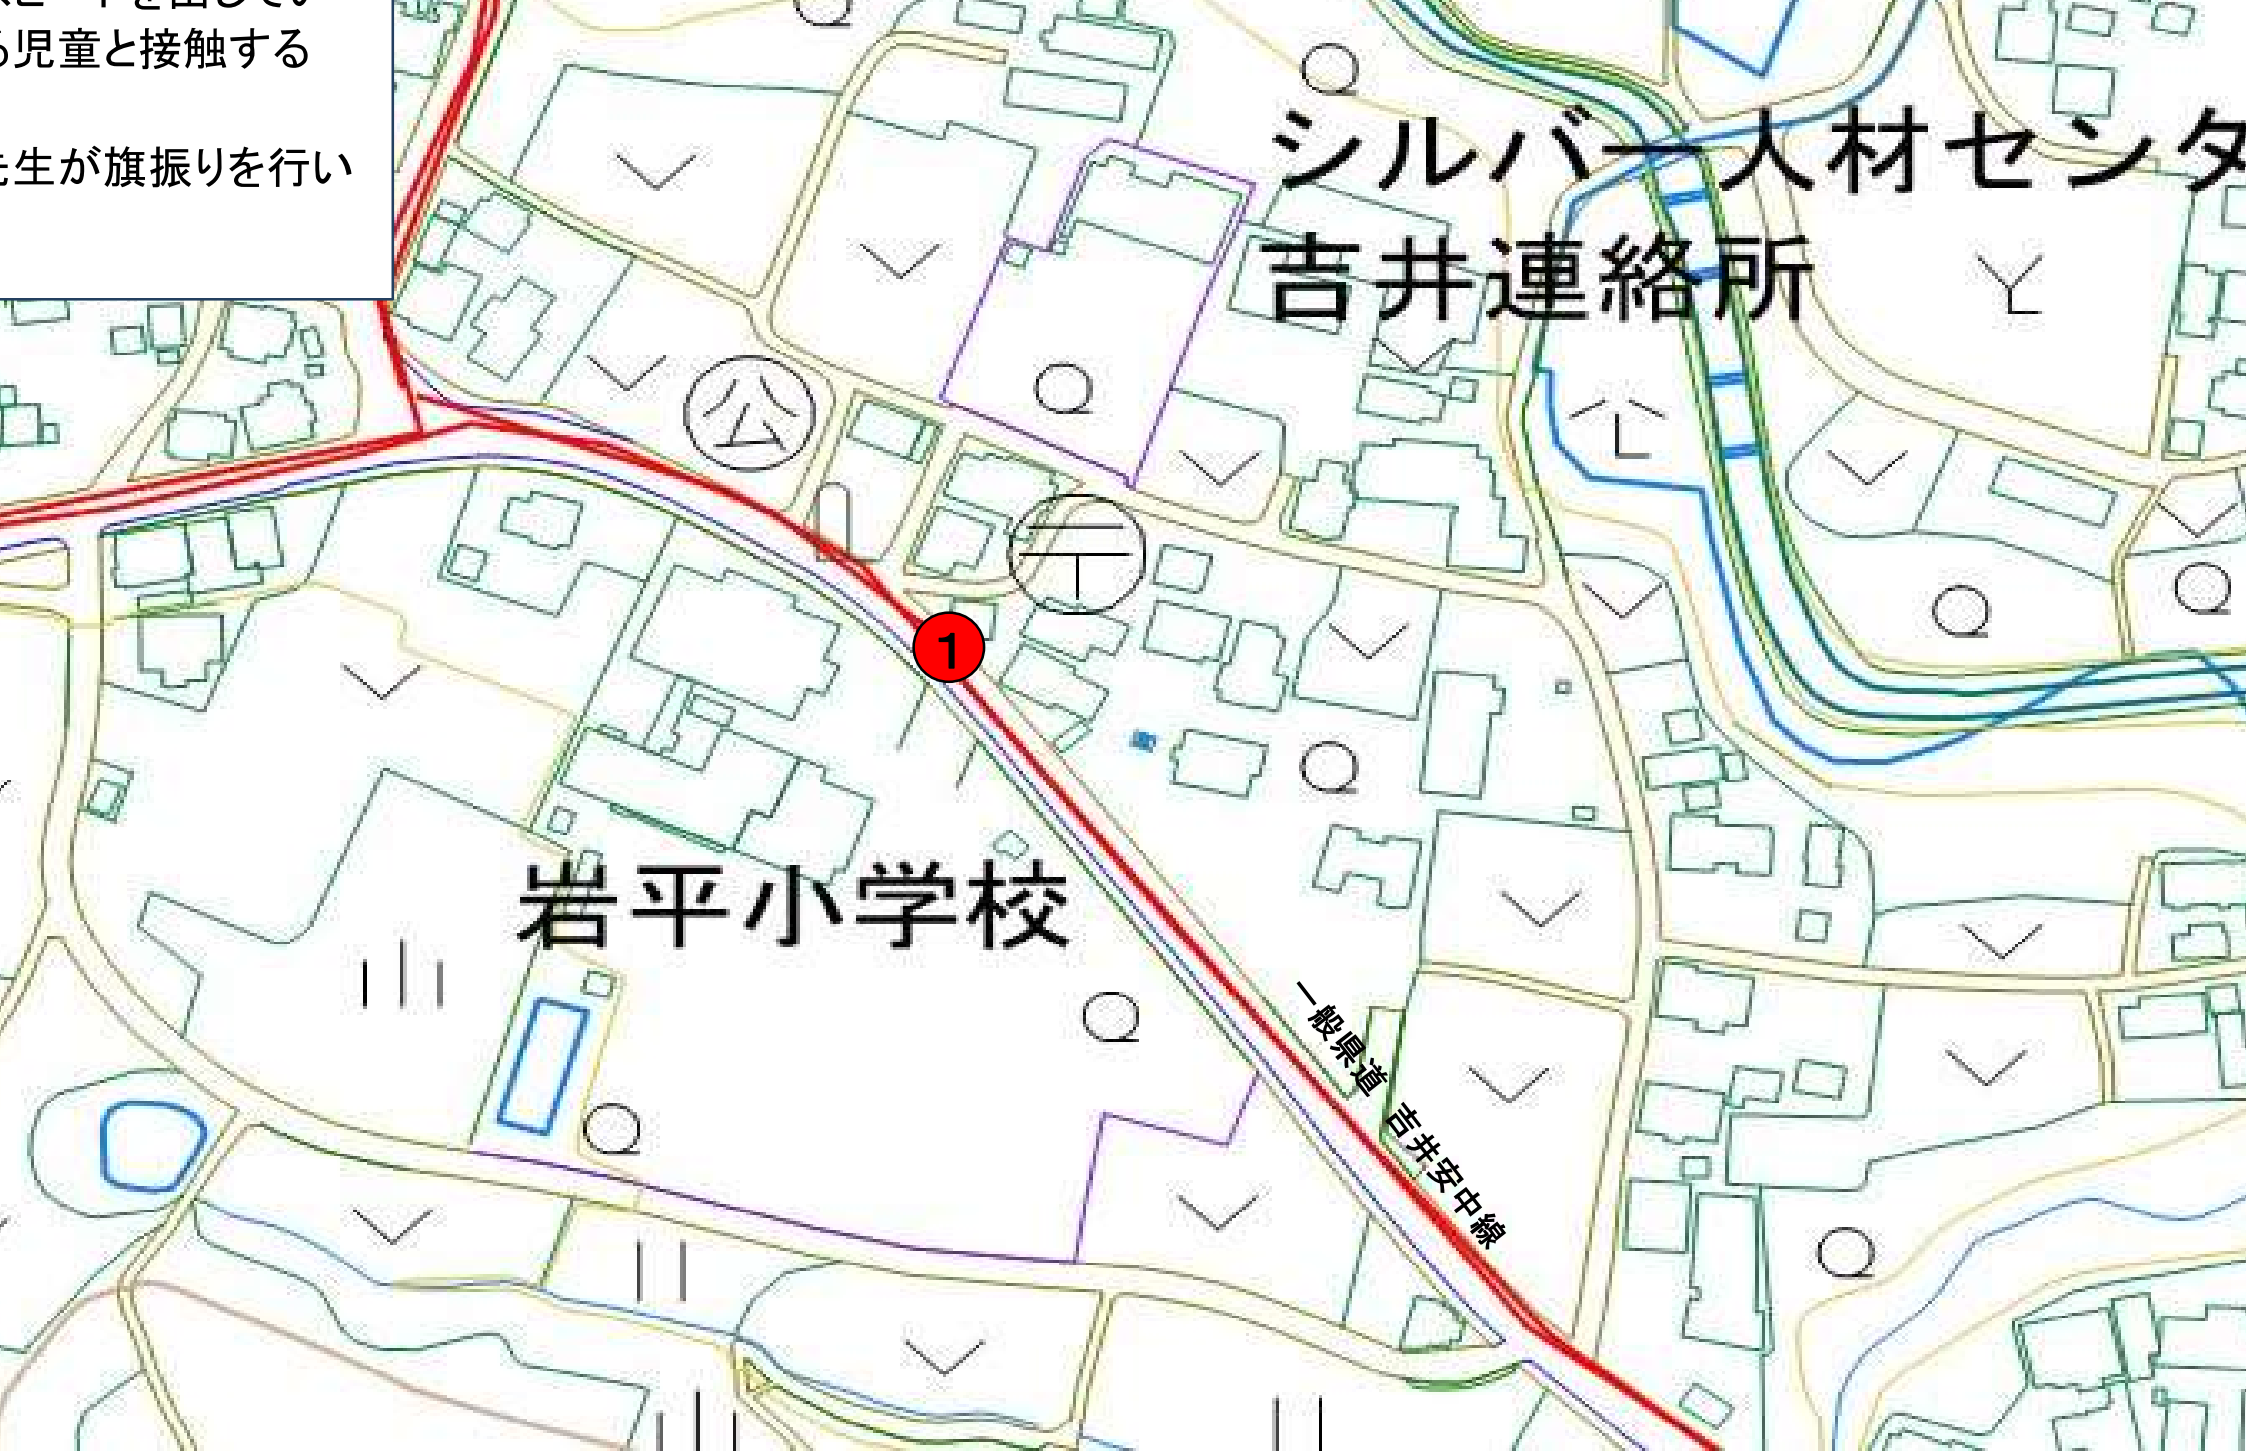 る児童と接触する
先生が旗振りを行い
シルバー人材センタ
吉井連絡所
公
1
岩平小学校
一般県道 吉井安中線